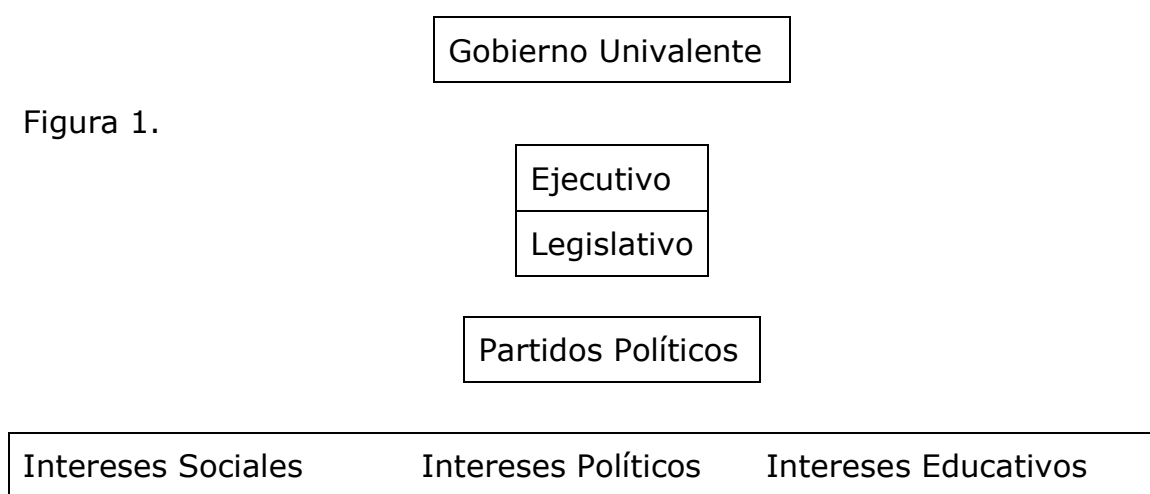 Gobierno Univalente
Figura 1.
Ejecutivo
Legislativo
Partidos Políticos
Intereses Sociales Intereses Políticos Intereses Educativos